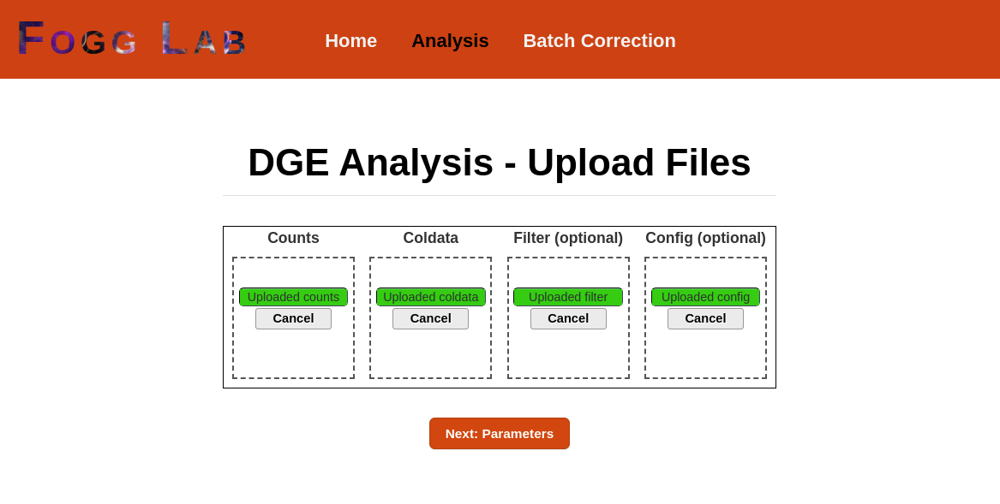 Fogg Lab
Home Analysis Batch Correction
DGE Analysis - Upload Files
Counts Coldata Filter (optional) Config (optional)
Uploaded counts Uploaded coldata Uploaded filter Uploaded config
Cancel Cancel Cancel Cancel
Next: Parameters